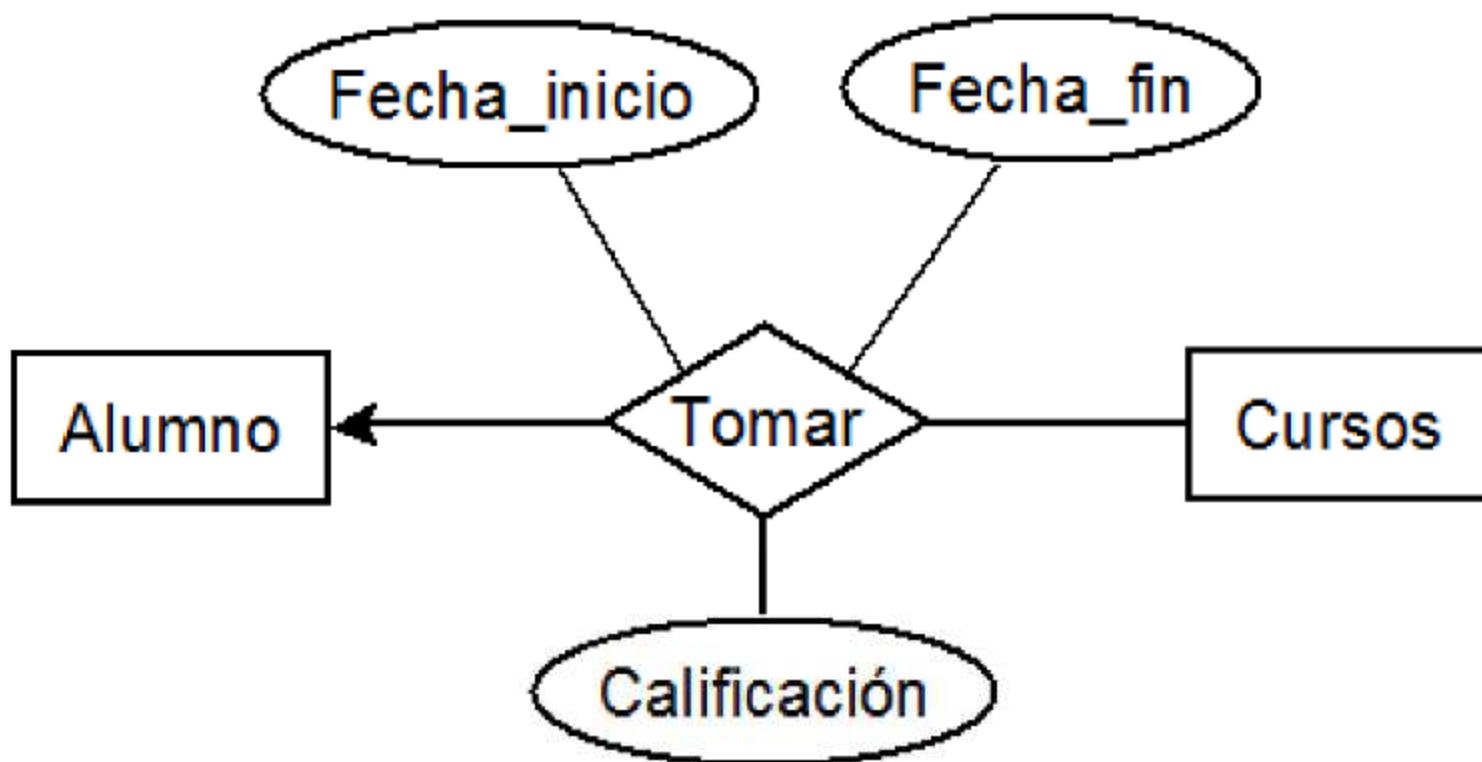 Fecha_inicio
Fecha_fin
Alumno
Tomar
Cursos
Calificación